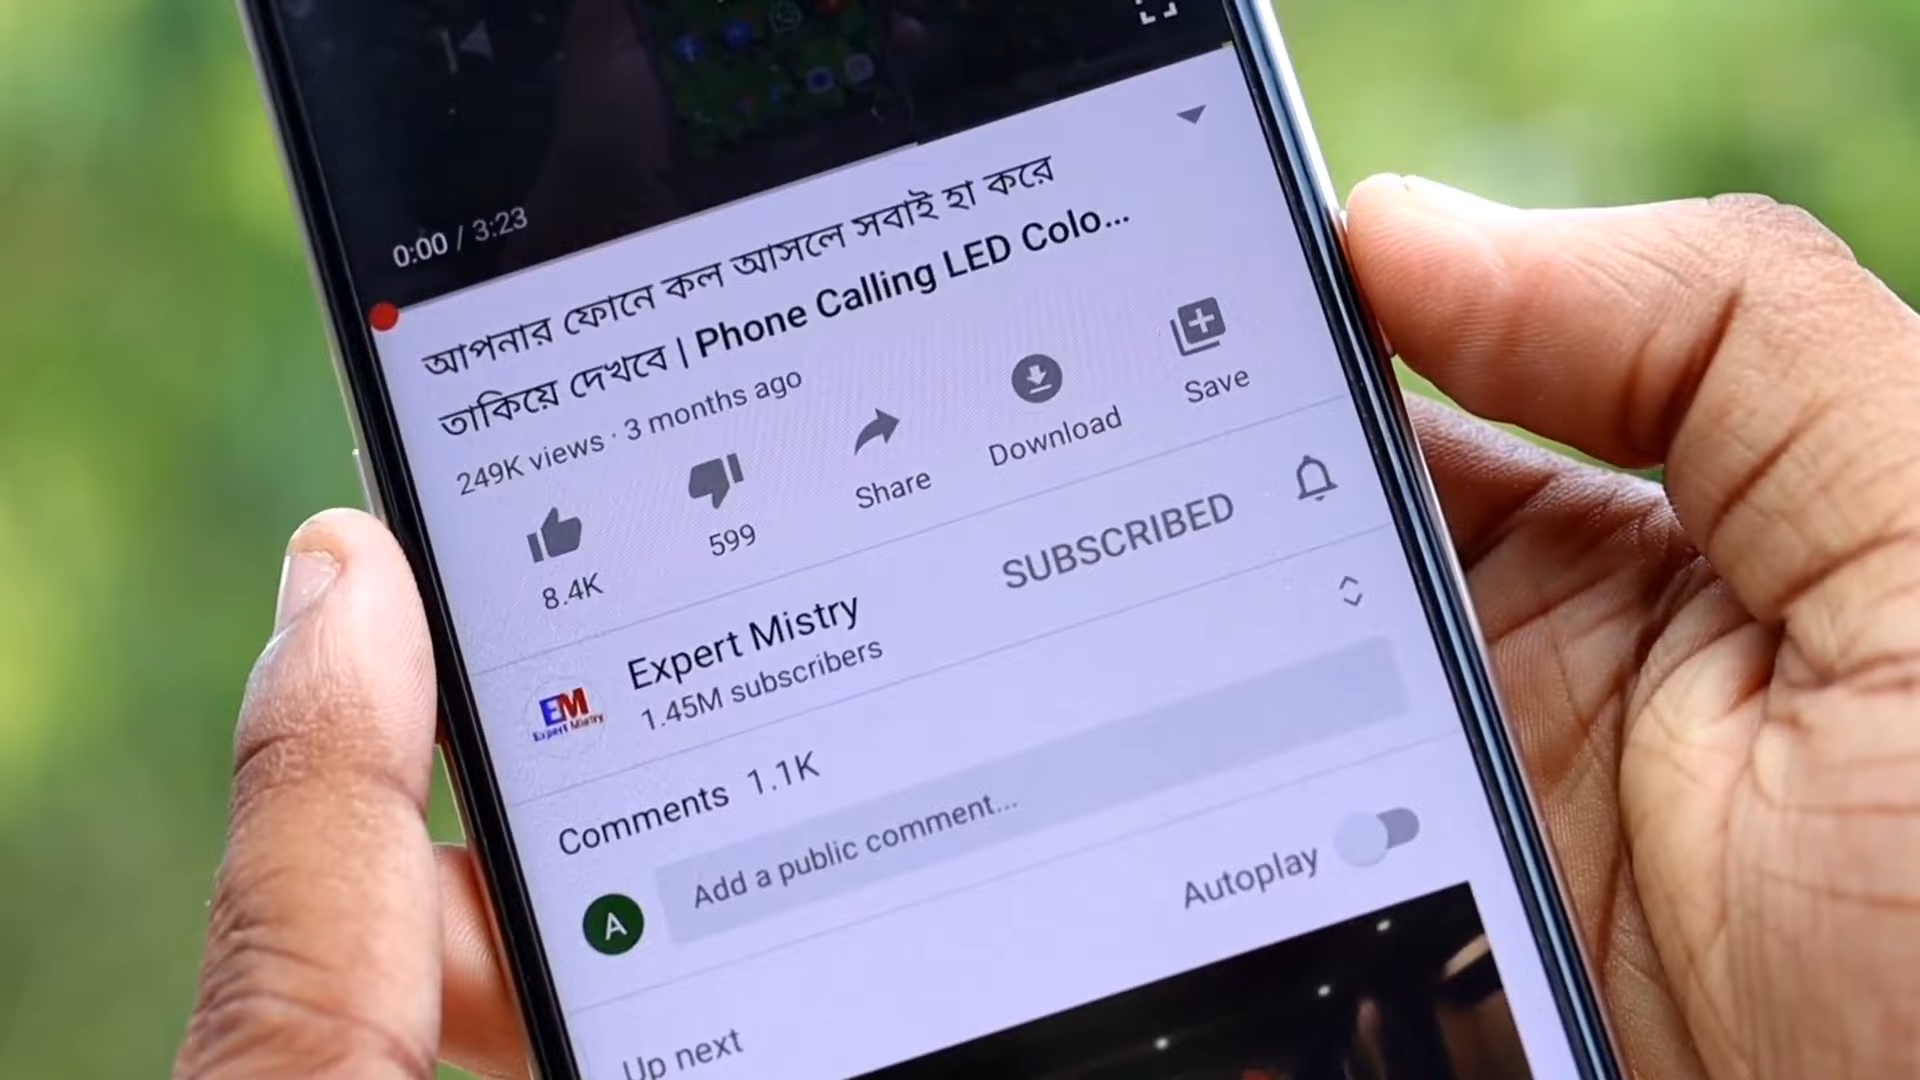 0:00 / 3:23
আপনার ফোনে কল আসলে সবাই হা করে
তাকিয়ে দেখবে | Phone Calling LED Colo...
249K views · 3 months ago
8.4K
599
Share
Download
Save
EM
Expert Mistry
Expert Mistry
1.45M subscribers
SUBSCRIBED
Comments 1.1K
A
Add a public comment...
Autoplay
Up next